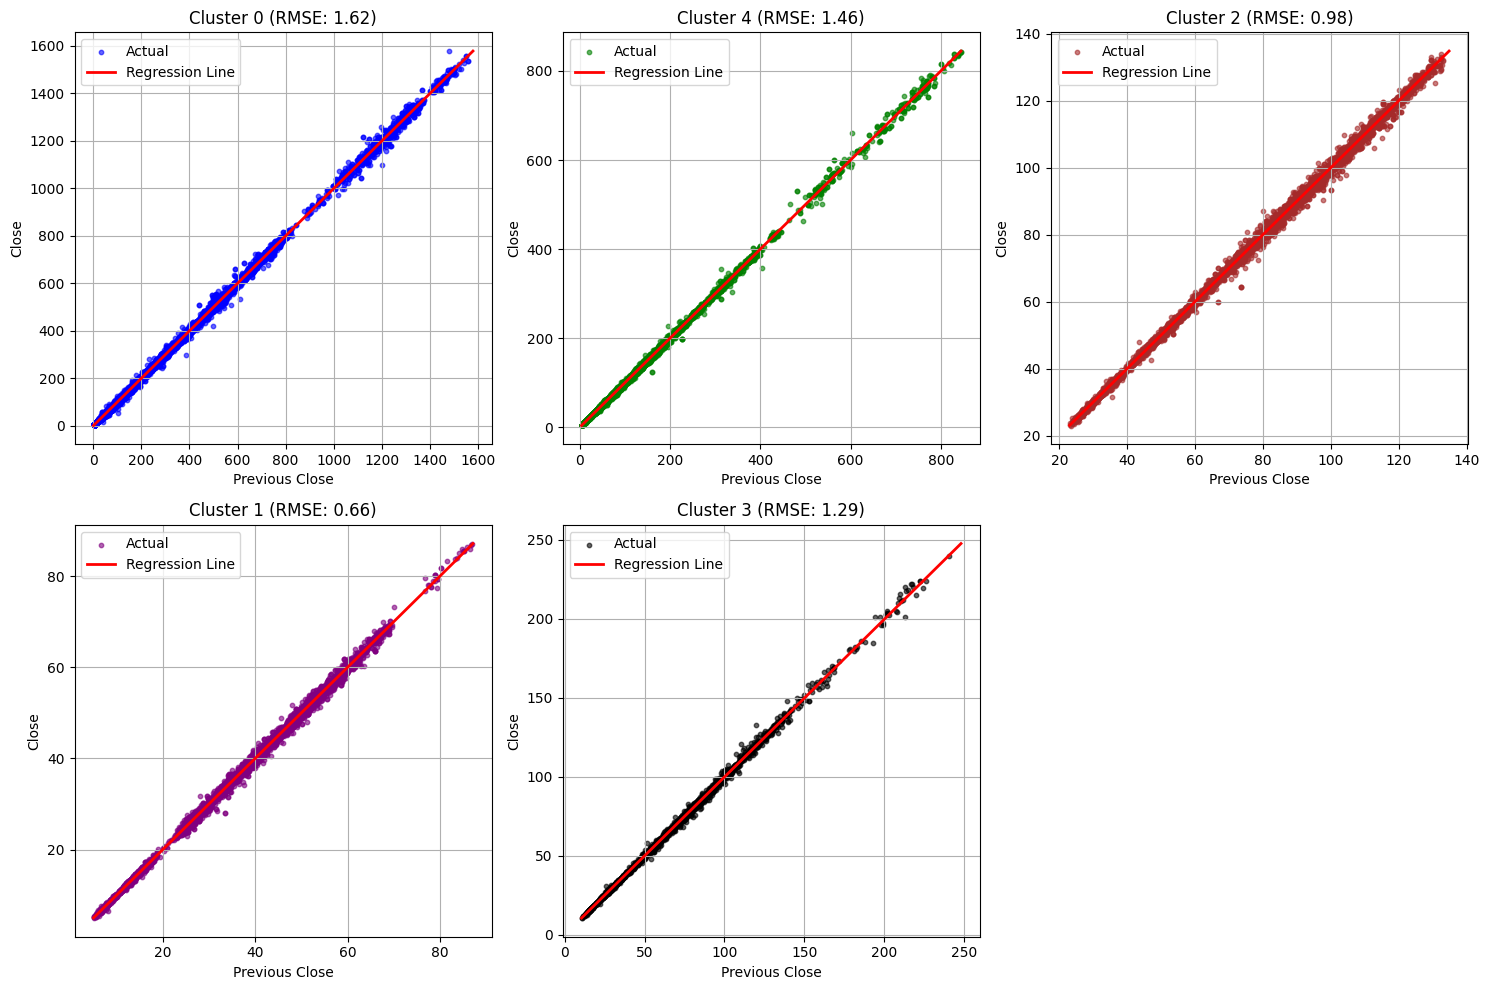 Cluster 0 (RMSE: 1.62)
Actual
Regression Line
1600
1400
1200
1000
800
600
400
200
0
Close
0 200 400 600 800 1000 1200 1400 1600
Previous Close
Cluster 4 (RMSE: 1.46)
Actual
Regression Line
800
600
400
200
0
Close
0 200 400 600 800
Previous Close
Cluster 2 (RMSE: 0.98)
Actual
Regression Line
140
120
100
80
60
40
20
Close
20 40 60 80 100 120 140
Previous Close
Cluster 1 (RMSE: 0.66)
Actual
Regression Line
80
60
40
20
Close
20 40 60 80
Previous Close
Cluster 3 (RMSE: 1.29)
Actual
Regression Line
250
200
150
100
50
0
Close
0 50 100 150 200 250
Previous Close